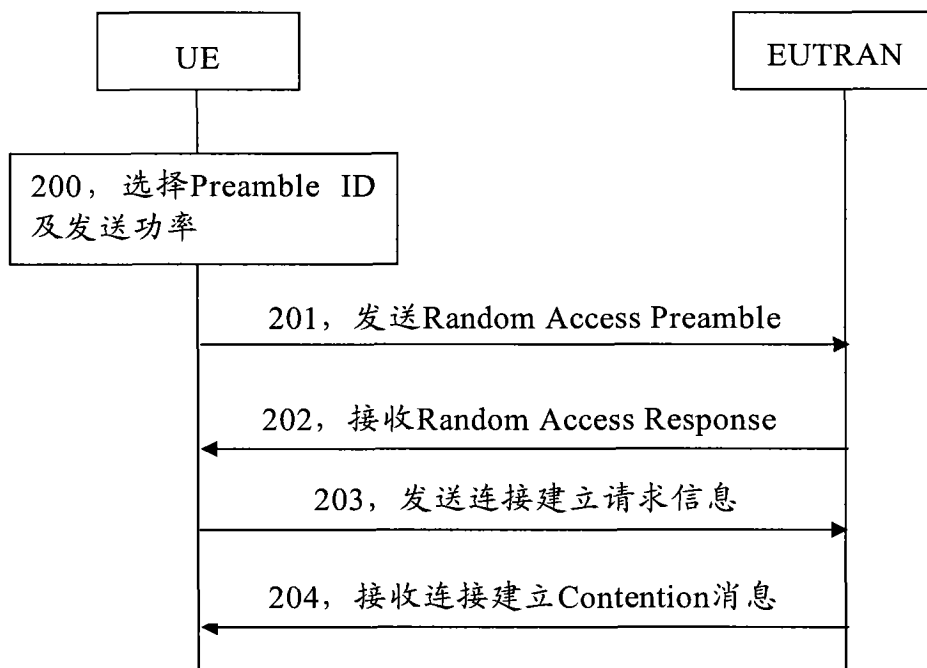 UE
EUTRAN
200，选择Preamble ID
及发送功率
201，发送Random Access Preamble
202，接收Random Access Response
203，发送连接建立请求信息
204，接收连接建立Contention消息